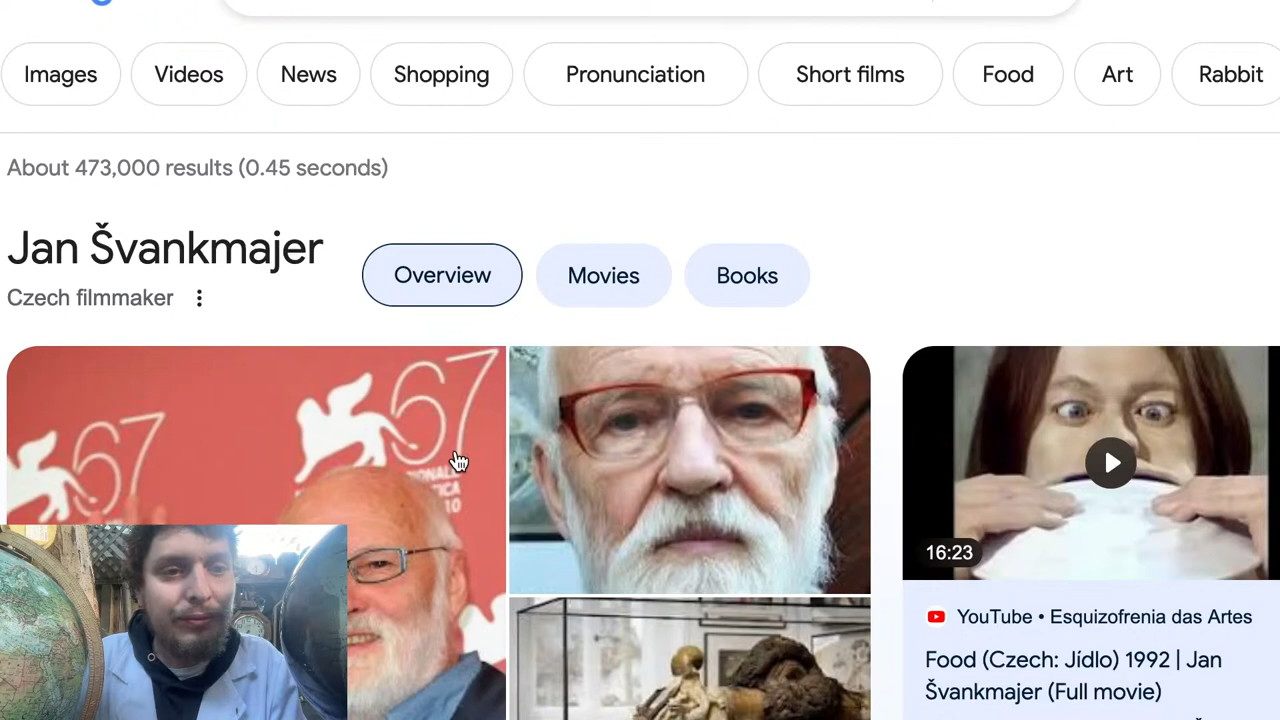 Images Videos News Shopping Pronunciation Short films Food Art Rabbit
About 473,000 results (0.45 seconds)
Jan Švankmajer
Overview Movies Books
Czech filmmaker
67
67
10
16:23
YouTube • Esquizofrenia das Artes
Food (Czech: Jídlo) 1992 | Jan
Švankmajer (Full movie)